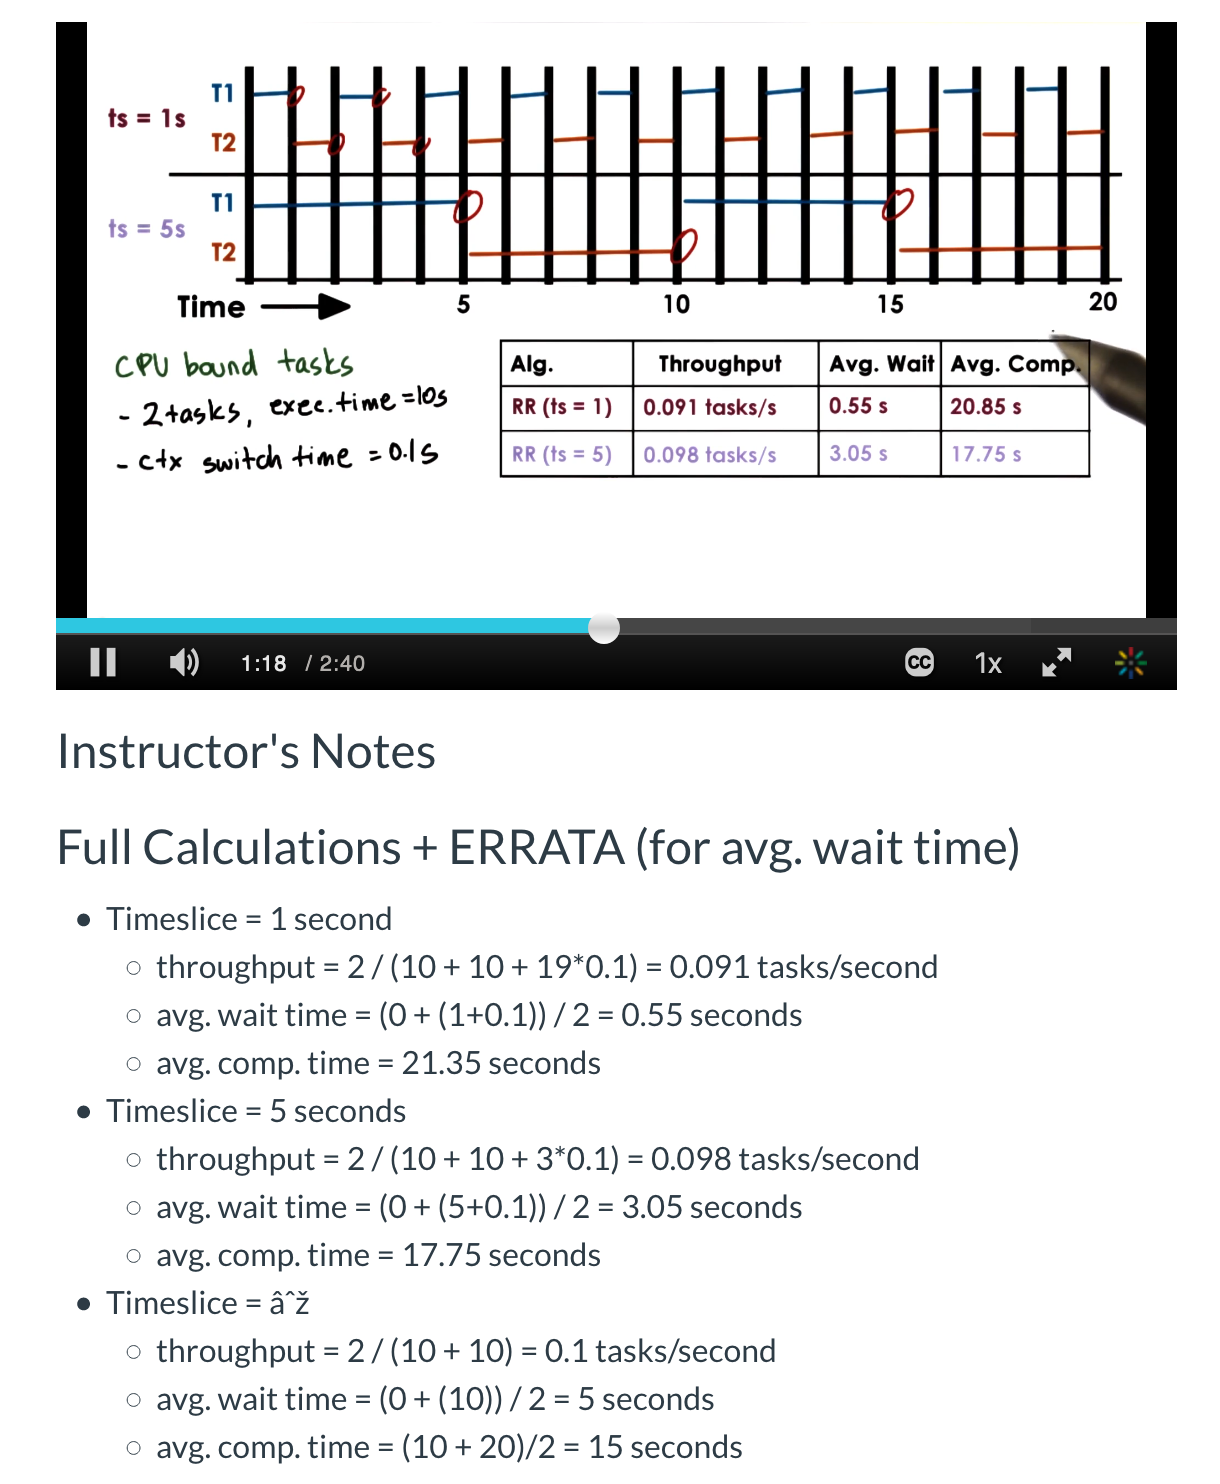 T1
ts = 1s
T2
T1
ts = 5s
T2
Time 5 10 15 20
CPU bound tasks
- 2 tasks, exec. time = 10s
- ctx switch time = 0.1s
Alg. Throughput Avg. Wait Avg. Comp.
RR (ts = 1) 0.091 tasks/s 0.55 s 20.85 s
RR (ts = 5) 0.098 tasks/s 3.05 s 17.75 s
1:18 / 2:40 CC 1x
Instructor's Notes
Full Calculations + ERRATA (for avg. wait time)
Timeslice = 1 second
throughput = 2 / (10 + 10 + 19*0.1) = 0.091 tasks/second
avg. wait time = (0 + (1+0.1)) / 2 = 0.55 seconds
avg. comp. time = 21.35 seconds
Timeslice = 5 seconds
throughput = 2 / (10 + 10 + 3*0.1) = 0.098 tasks/second
avg. wait time = (0 + (5+0.1)) / 2 = 3.05 seconds
avg. comp. time = 17.75 seconds
Timeslice = âˆž
throughput = 2 / (10 + 10) = 0.1 tasks/second
avg. wait time = (0 + (10)) / 2 = 5 seconds
avg. comp. time = (10 + 20)/2 = 15 seconds